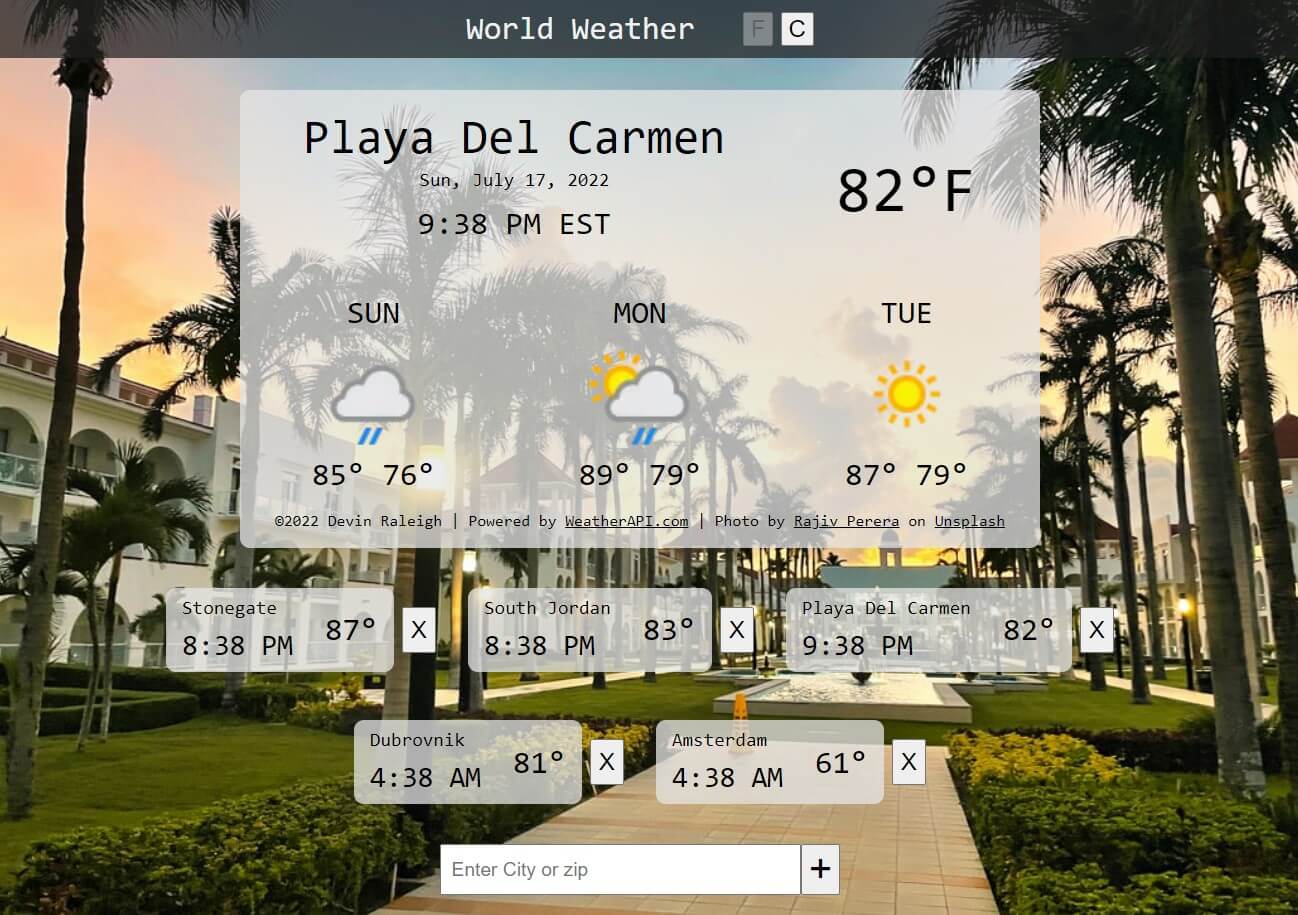 World Weather F C
Playa Del Carmen
Sun, July 17, 2022
9:38 PM EST
82°F
SUN MON TUE
85° 76° 89° 79° 87° 79°
©2022 Devin Raleigh | Powered by WeatherAPI.com | Photo by Rajiv Perera on Unsplash
Stonegate
8:38 PM
87°
X
South Jordan
8:38 PM
83°
X
Playa Del Carmen
9:38 PM
82°
X
Dubrovnik
4:38 AM
81°
X
Amsterdam
4:38 AM
61°
X
Enter City or zip +